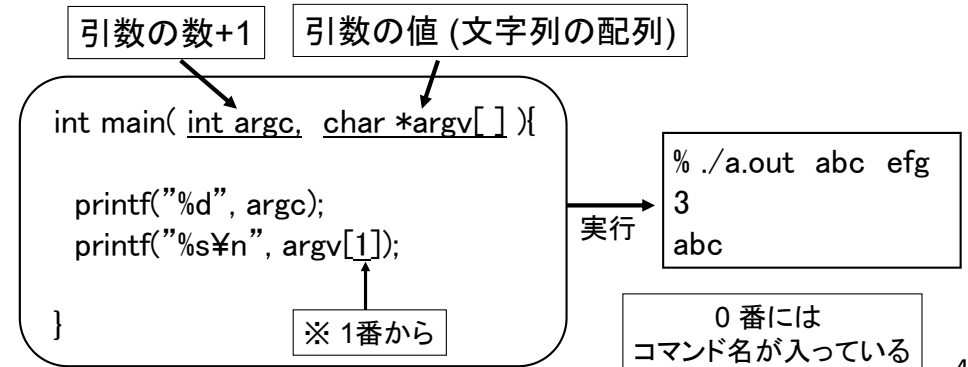 引数の数+1
引数の値 (文字列の配列)
int main( int argc, char *argv[ ] ){
printf(”%d”, argc);
printf(”%s¥n”, argv[1]);
}
※ 1番から
実行
% ./a.out abc efg
3
abc
0 番には
コマンド名が入っている